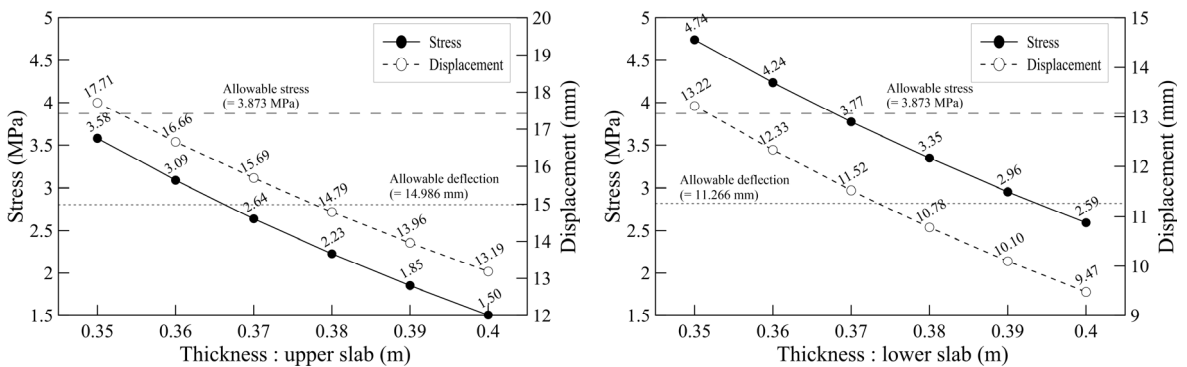 5
4.5
4
3.5
3
2.5
2
1.5
Stress (MPa)
20
19
18
17
16
15
14
13
12
Displacement (mm)
Stress
Displacement
Allowable stress
(= 3.873 MPa)
Allowable deflection
(= 14.986 mm)
17.71
16.66
15.69
14.79
13.96
13.19
3.58
3.09
2.64
2.23
1.85
1.50
0.35 0.36 0.37 0.38 0.39 0.4
Thickness : upper slab (m)
5
4.5
4
3.5
3
2.5
2
1.5
Stress (MPa)
15
14
13
12
11
10
9
Displacement (mm)
Stress
Displacement
Allowable stress
(= 3.873 MPa)
Allowable deflection
(= 11.266 mm)
4.74
4.24
3.77
3.35
2.96
2.59
13.22
12.33
11.52
10.78
10.10
9.47
0.35 0.36 0.37 0.38 0.39 0.4
Thickness : lower slab (m)